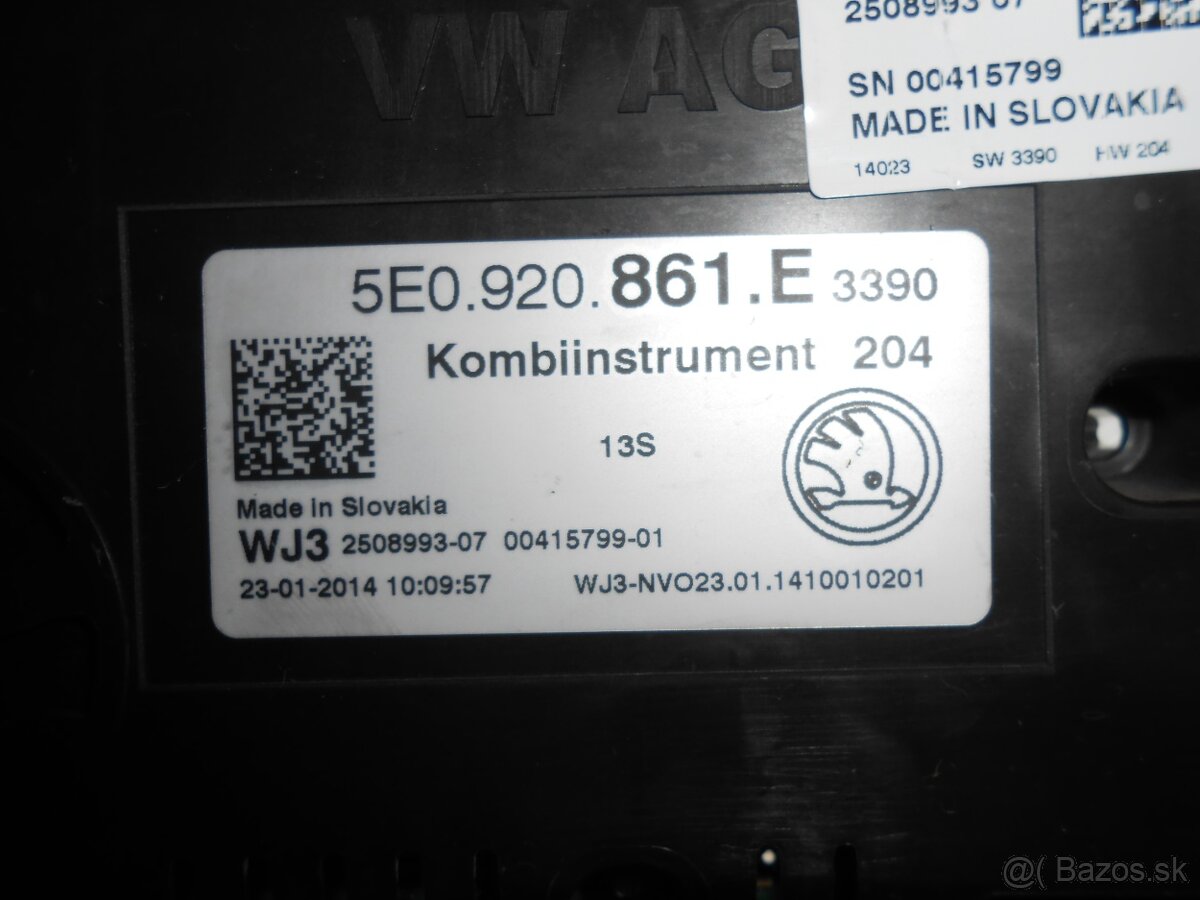 VW AG
2508993-07
SN 00415799
MADE IN SLOVAKIA
14023 SW 3390 HW 204
5E0.920.861.E 3390
Kombiinstrument 204
13S
Made in Slovakia
WJ3 2508993-07 00415799-01
23-01-2014 10:09:57 WJ3-NVO23.01.1410010201
@( Bazos.sk